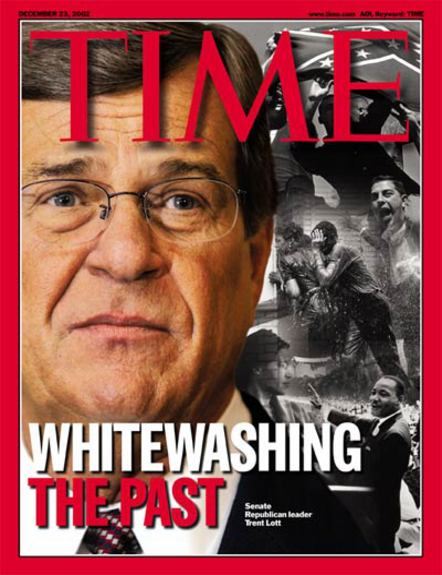 DECEMBER 23, 2002
www.time.com AOL Keyword: TIME
TIME
WHITEWASHING
THE PAST
Senate
Republican leader
Trent Lott